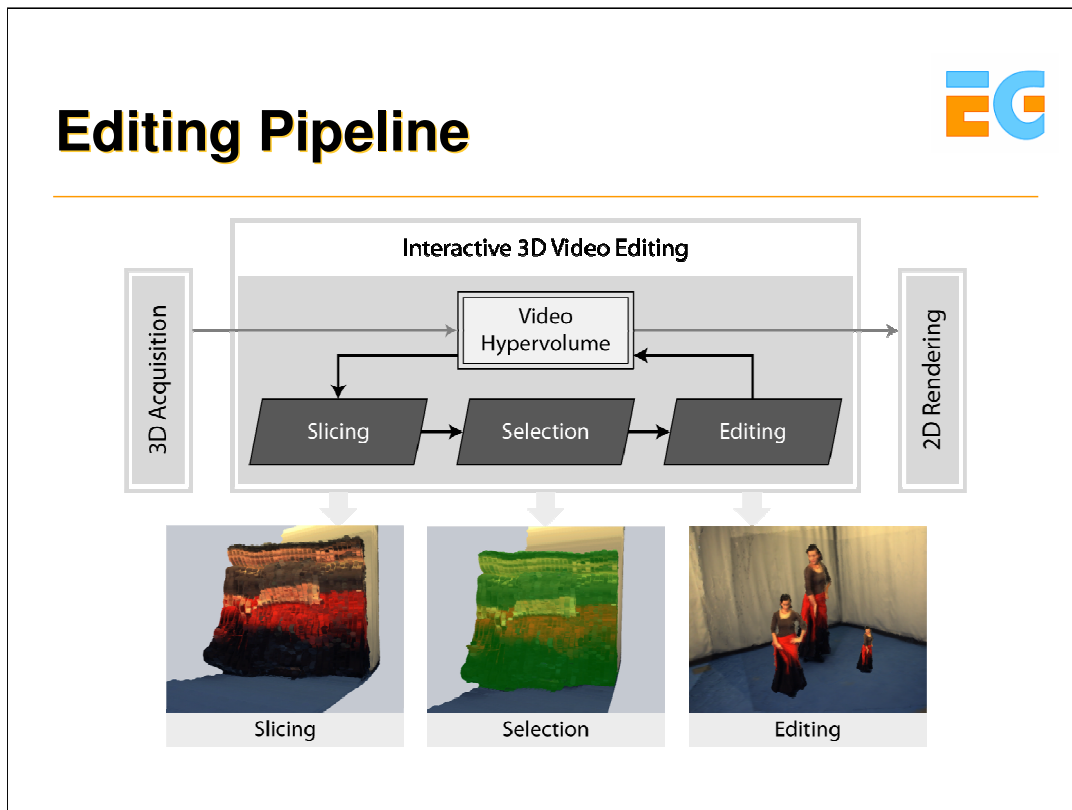 Editing Pipeline
EG
Interactive 3D Video Editing
3D Acquisition
Video
Hypervolume
2D Rendering
Slicing
Selection
Editing
Slicing
Selection
Editing